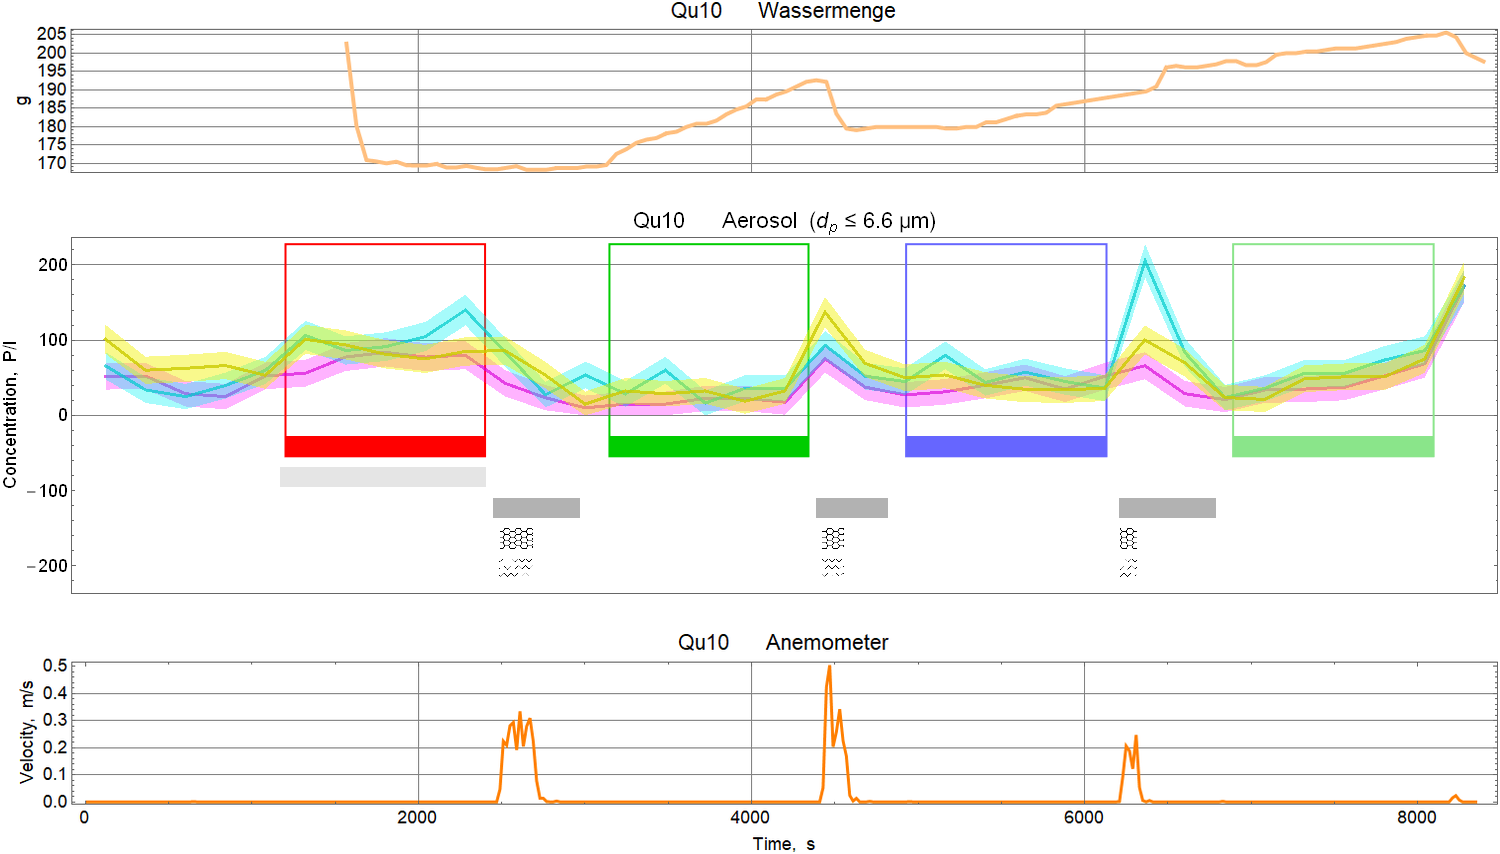 Qu10 Wassermenge
205
200
195
190
185
180
175
170
g
Qu10 Aerosol (dp ≤ 6.6 µm)
200
100
0
−100
−200
Concentration, P/l
Qu10 Anemometer
0.5
0.4
0.3
0.2
0.1
0.0
Velocity, m/s
0 2000 4000 6000 8000
Time, s